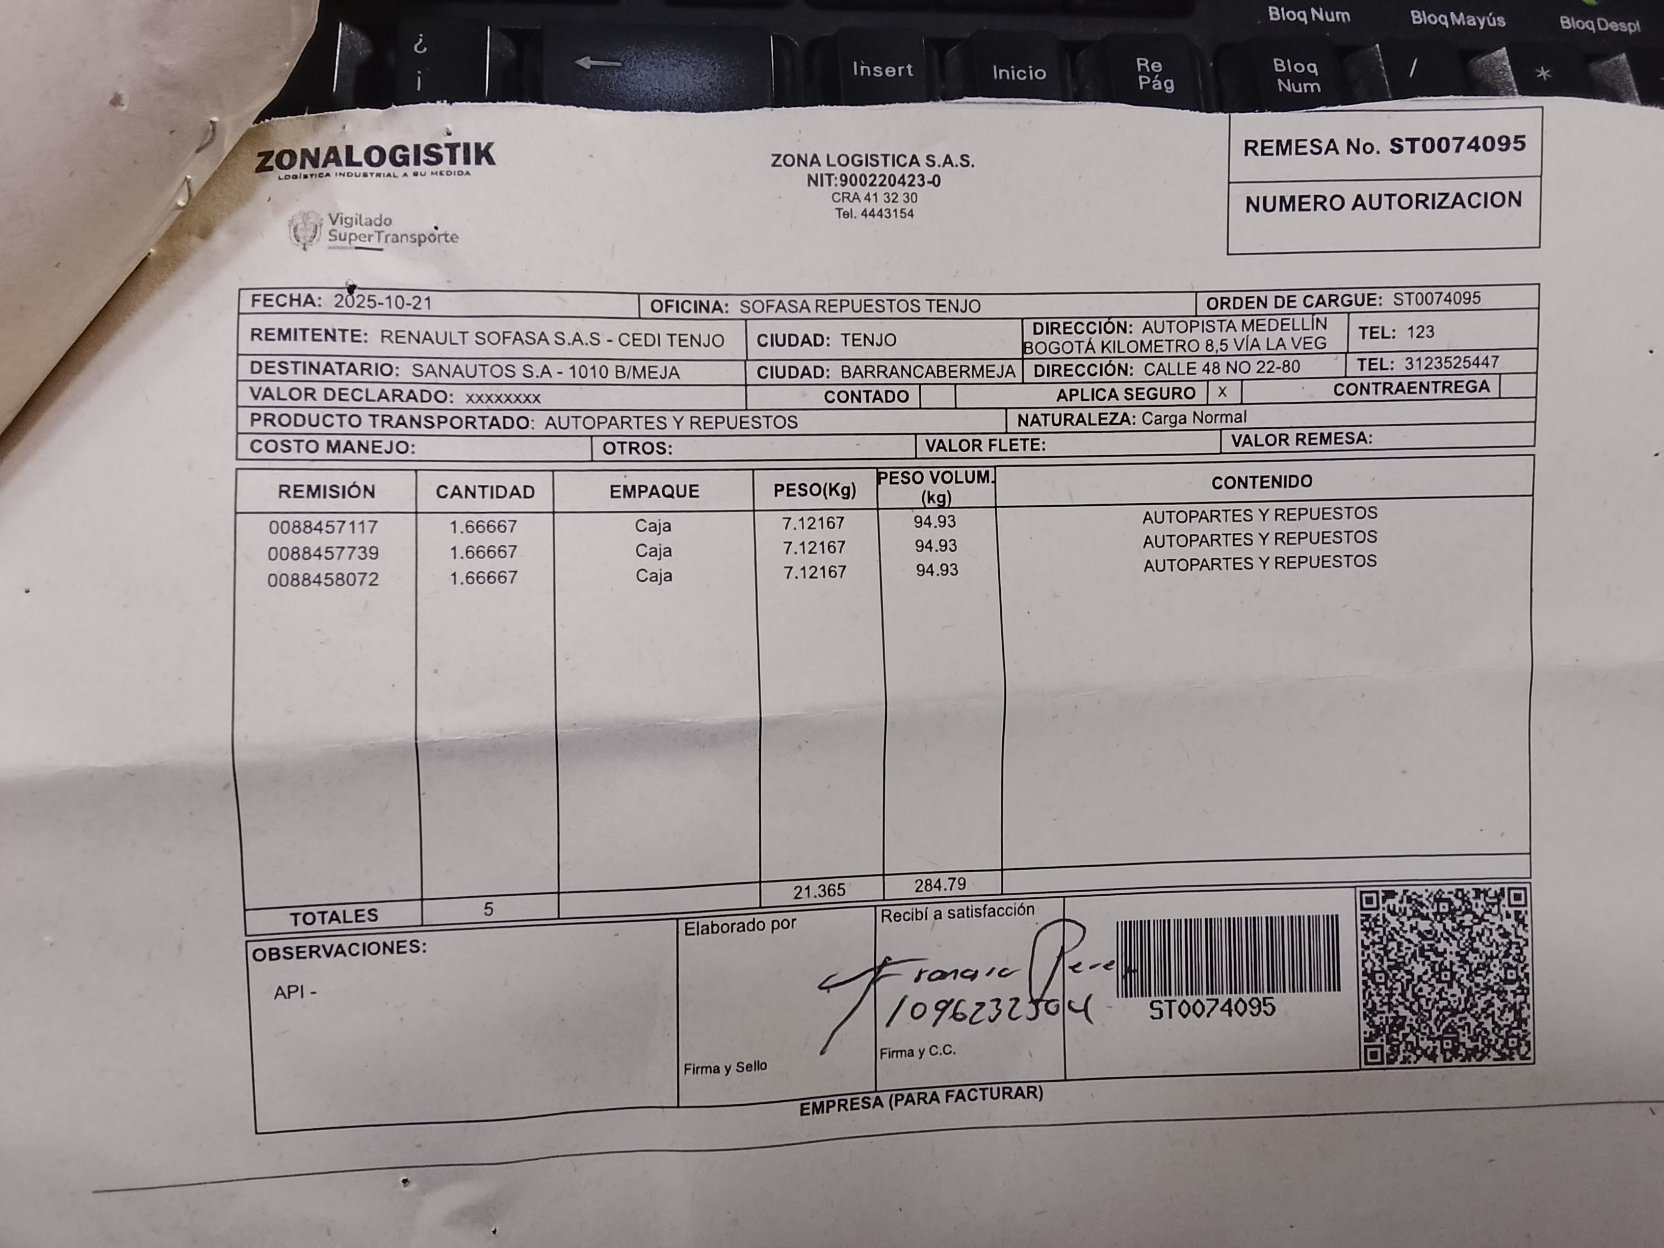 ¿
¡
Insert
Inicio
Re Pág
Bloq Num
Bloq Num
Bloq Mayús
Bloq Despl
/
*
ZONALOGISTIK
LOGÍSTICA INDUSTRIAL A SU MEDIDA
Vigilado
SuperTransporte
ZONA LOGISTICA S.A.S.
NIT:900220423-0
CRA 41 32 30
Tel. 4443154
REMESA No. ST0074095
NUMERO AUTORIZACION
FECHA: 2025-10-21 OFICINA: SOFASA REPUESTOS TENJO ORDEN DE CARGUE: ST0074095
REMITENTE: RENAULT SOFASA S.A.S - CEDI TENJO CIUDAD: TENJO DIRECCIÓN: AUTOPISTA MEDELLÍN BOGOTÁ KILOMETRO 8,5 VÍA LA VEG TEL: 123
DESTINATARIO: SANAUTOS S.A - 1010 B/MEJA CIUDAD: BARRANCABERMEJA DIRECCIÓN: CALLE 48 NO 22-80 TEL: 3123525447
VALOR DECLARADO: xxxxxxxx CONTADO APLICA SEGURO X CONTRAENTREGA
PRODUCTO TRANSPORTADO: AUTOPARTES Y REPUESTOS NATURALEZA: Carga Normal
COSTO MANEJO: OTROS: VALOR FLETE: VALOR REMESA:
REMISIÓN CANTIDAD EMPAQUE PESO(Kg) PESO VOLUM. (kg) CONTENIDO
0088457117 1.66667 Caja 7.12167 94.93 AUTOPARTES Y REPUESTOS
0088457739 1.66667 Caja 7.12167 94.93 AUTOPARTES Y REPUESTOS
0088458072 1.66667 Caja 7.12167 94.93 AUTOPARTES Y REPUESTOS
TOTALES 5 21.365 284.79
OBSERVACIONES:
API -
Elaborado por
Firma y Sello
Recibí a satisfacción
1096232504
Firma y C.C.
ST0074095
EMPRESA (PARA FACTURAR)